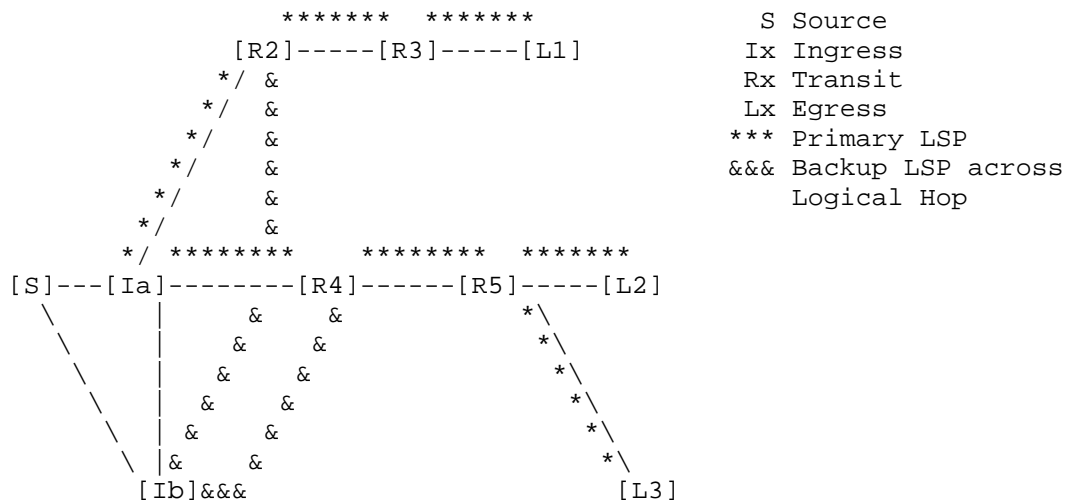 *******  *******              S Source
                [R2]-----[R3]-----[L1]          Ix Ingress
               */ &                             Rx Transit
              */  &                             Lx Egress
             */   &                            *** Primary LSP
            */    &                            &&& Backup LSP across
           */     &                                Logical Hop
          */      &
         */ ********    ********  *******
  [S]---[Ia]--------[R4]------[R5]-----[L2]
    \      |     &    &          *\
     \     |    &    &            *\
      \    |   &    &              *\
       \   |  &    &                *\
        \  | &    &                  *\
         \ |&    &                    *\
          [Ib]&&&                      [L3]